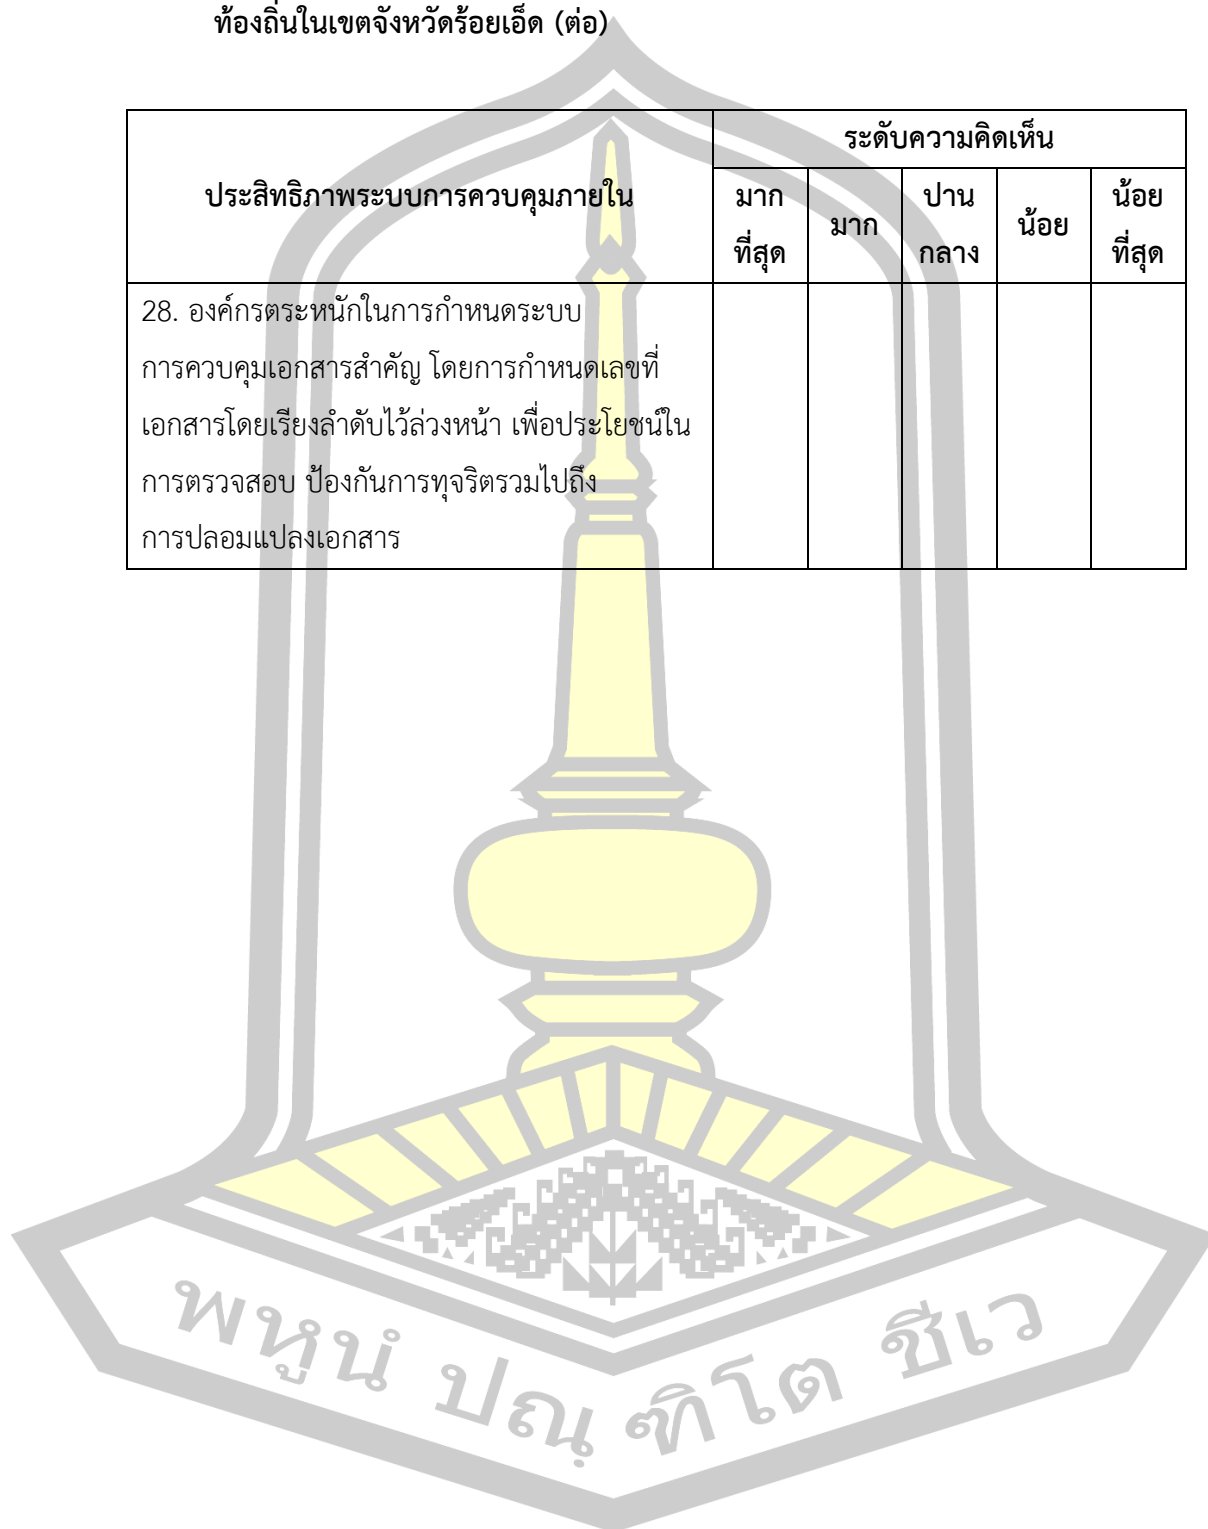 ท้องถิ่นในเขตจังหวัดร้อยเอ็ด (ต่อ)
ประสิทธิภาพระบบการควบคุมภายใน
ระดับความคิดเห็น
มาก
ที่สุด
มาก
ปาน
กลาง
น้อย
น้อย
ที่สุด
28. องค์กรตระหนักในการกำหนดระบบ
การควบคุมเอกสารสำคัญ โดยการกำหนดเลขที่
เอกสารโดยเรียงลำดับไว้ล่วงหน้า เพื่อประโยชน์ใน
การตรวจสอบ ป้องกันการทุจริตรวมไปถึง
การปลอมแปลงเอกสาร
พหูนํ ปณฺฑิโต ชีเว